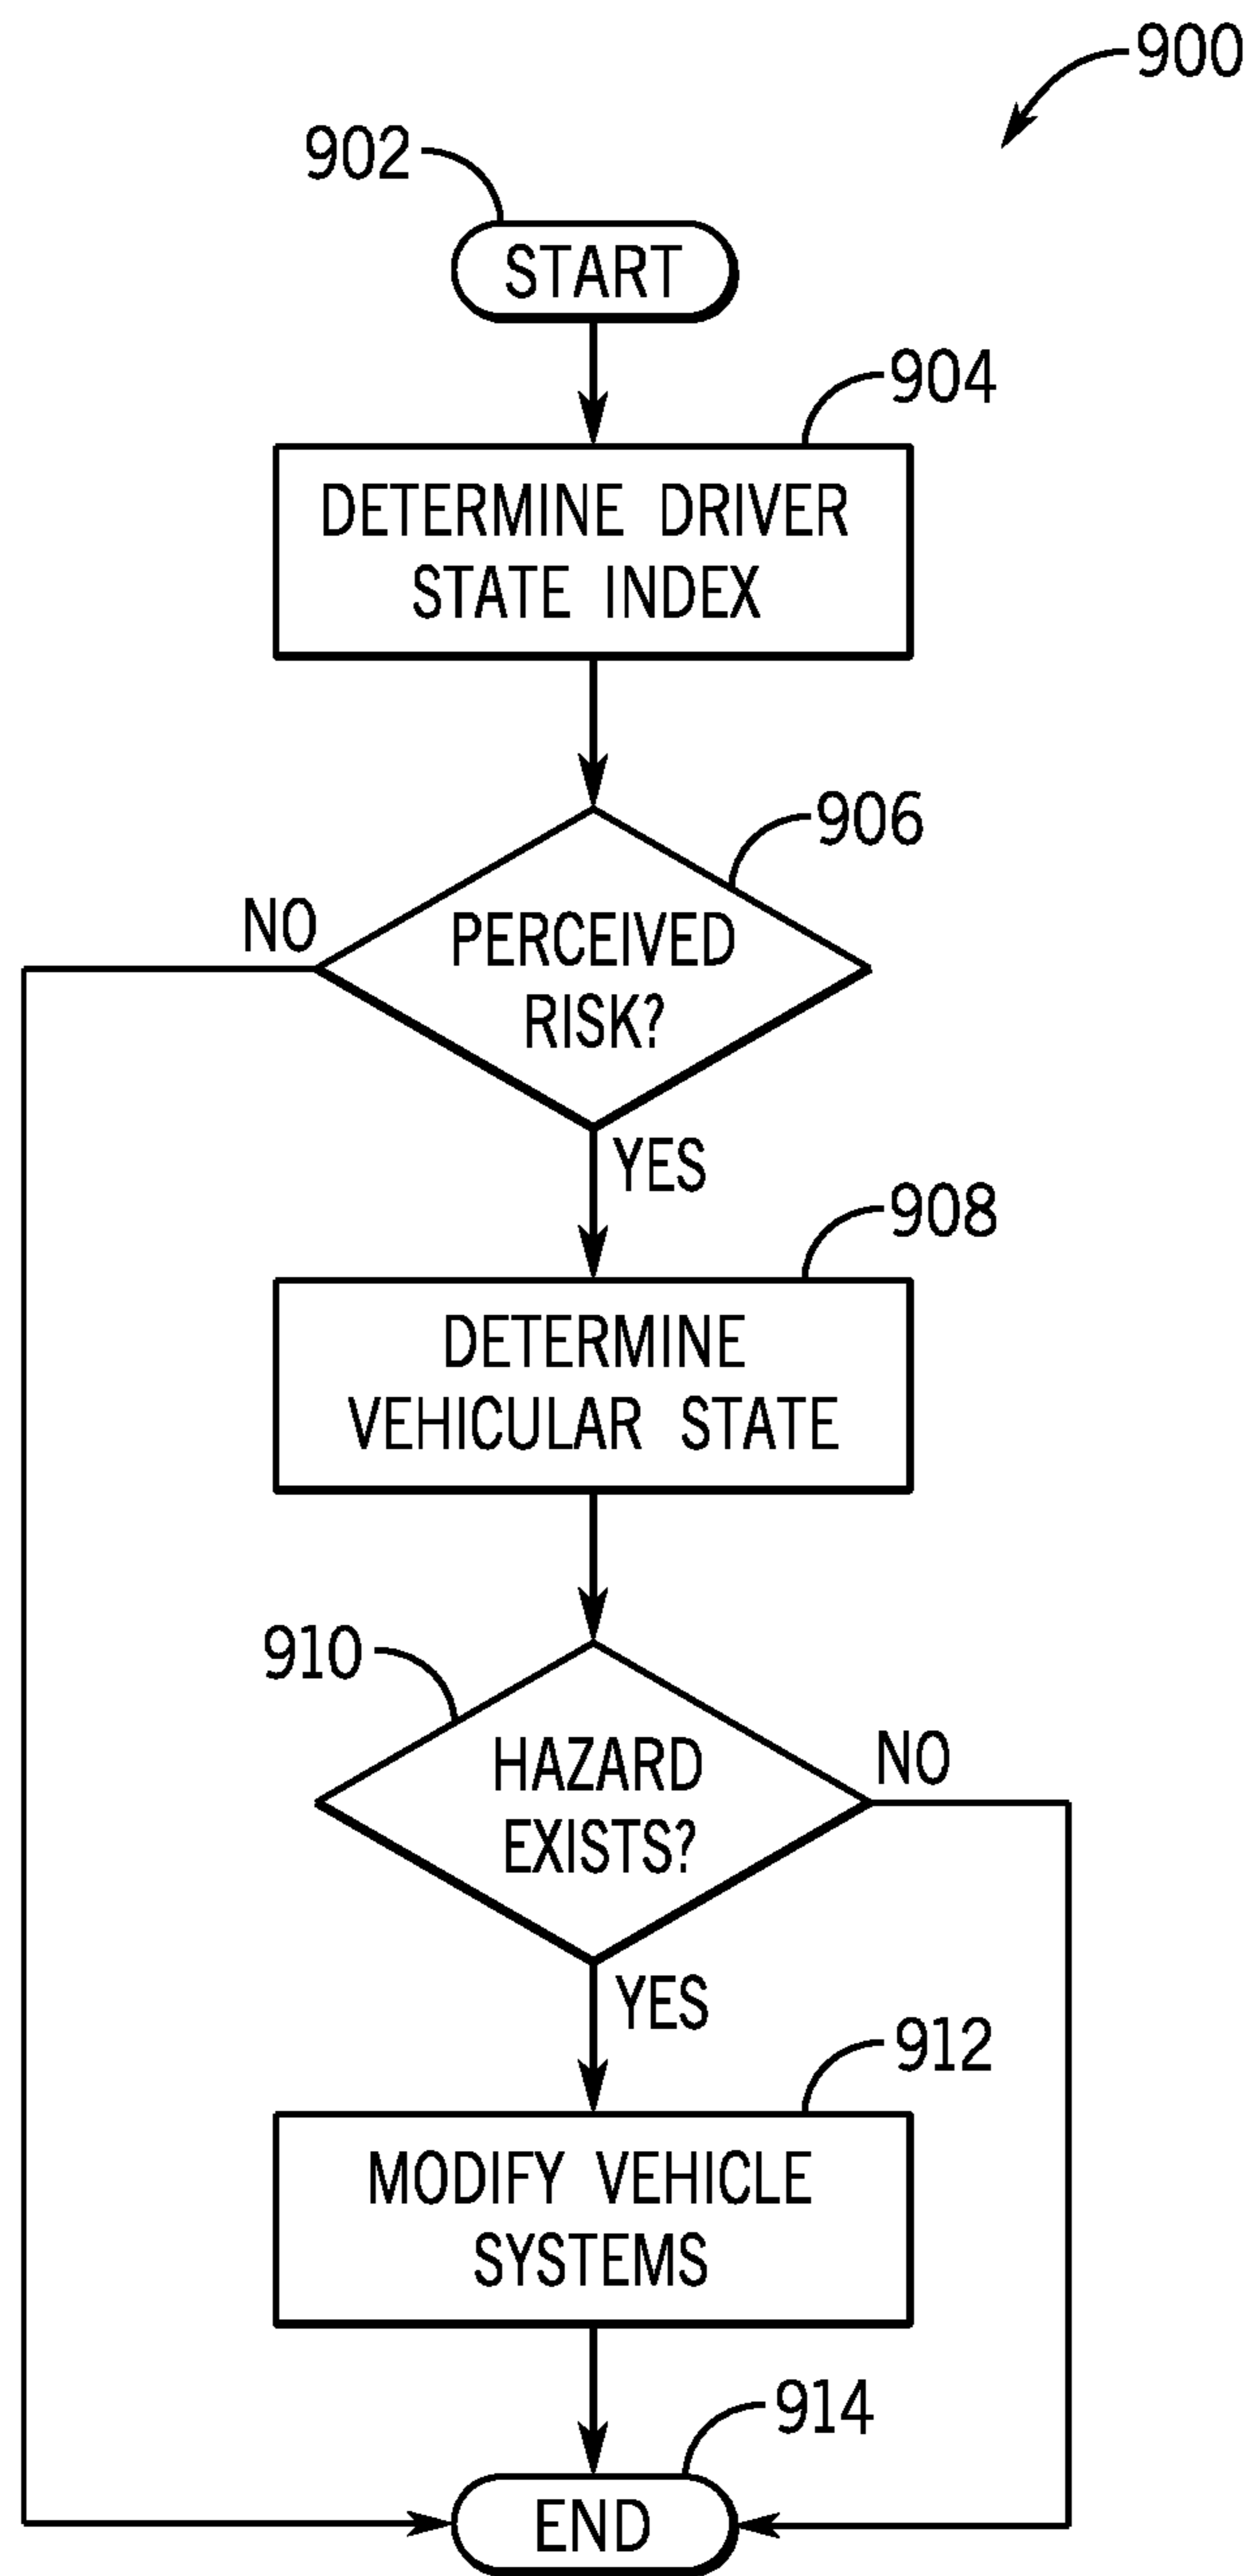 900
902
START
904
DETERMINE DRIVER
STATE INDEX
906
NO
PERCEIVED
RISK?
YES
908
DETERMINE
VEHICULAR STATE
910
HAZARD
EXISTS?
NO
YES
912
MODIFY VEHICLE
SYSTEMS
914
END